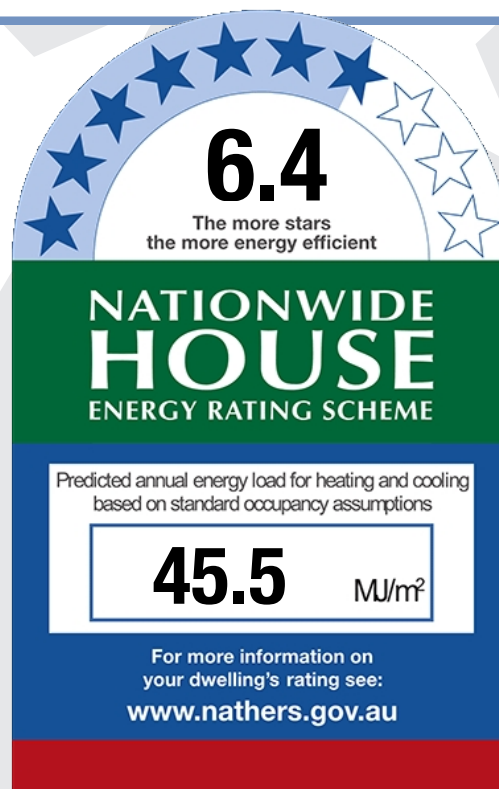 6.4
The more stars
the more energy efficient
NATIONWIDE
HOUSE
ENERGY RATING SCHEME
Predicted annual energy load for heating and cooling
based on standard occupancy assumptions
45.5 MJ/m²
For more information on
your dwelling's rating see:
www.nathers.gov.au